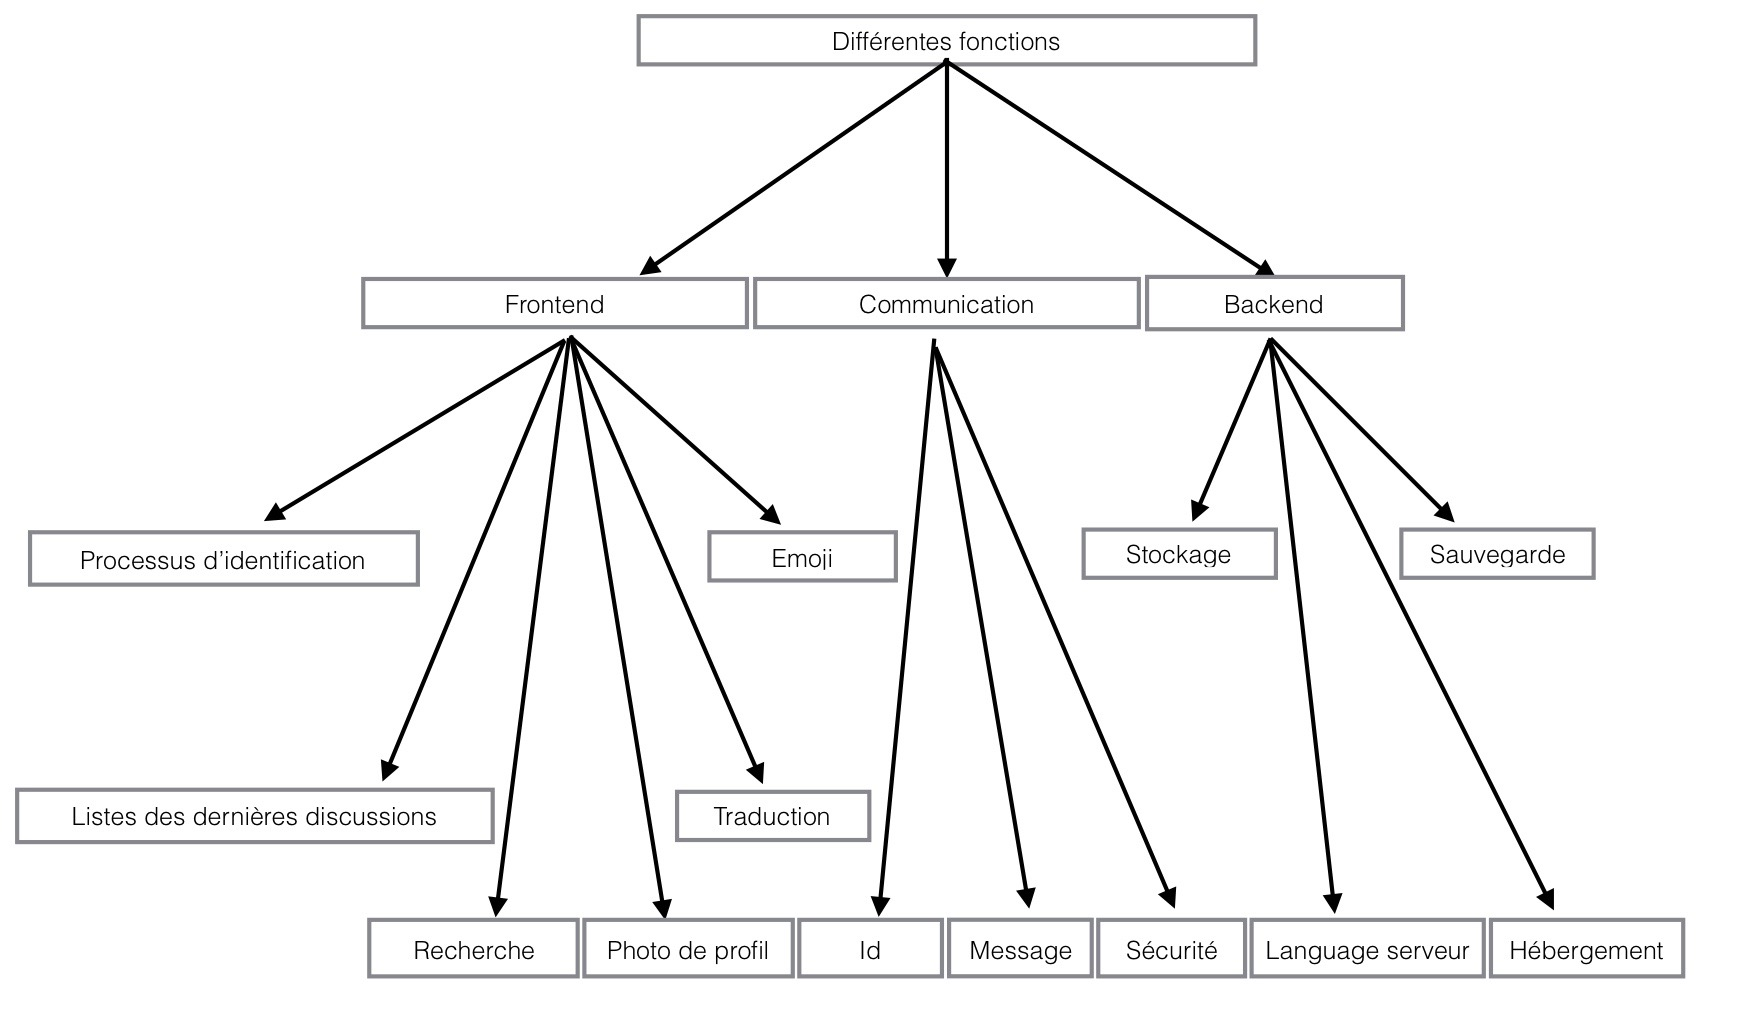 Différentes fonctions
Frontend
Communication
Backend
Processus d’identification
Emoji
Stockage
Sauvegarde
Listes des dernières discussions
Traduction
Recherche
Photo de profil
Id
Message
Sécurité
Language serveur
Hébergement